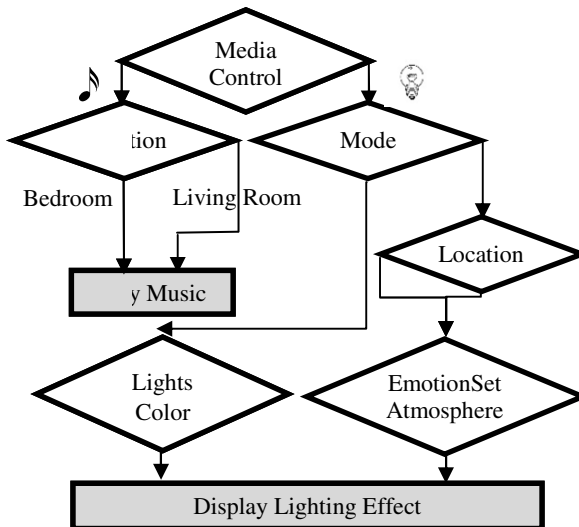 Media
Control
tion
Mode
Bedroom
Living Room
Location
y Music
Lights
Color
EmotionSet
Atmosphere
Display Lighting Effect